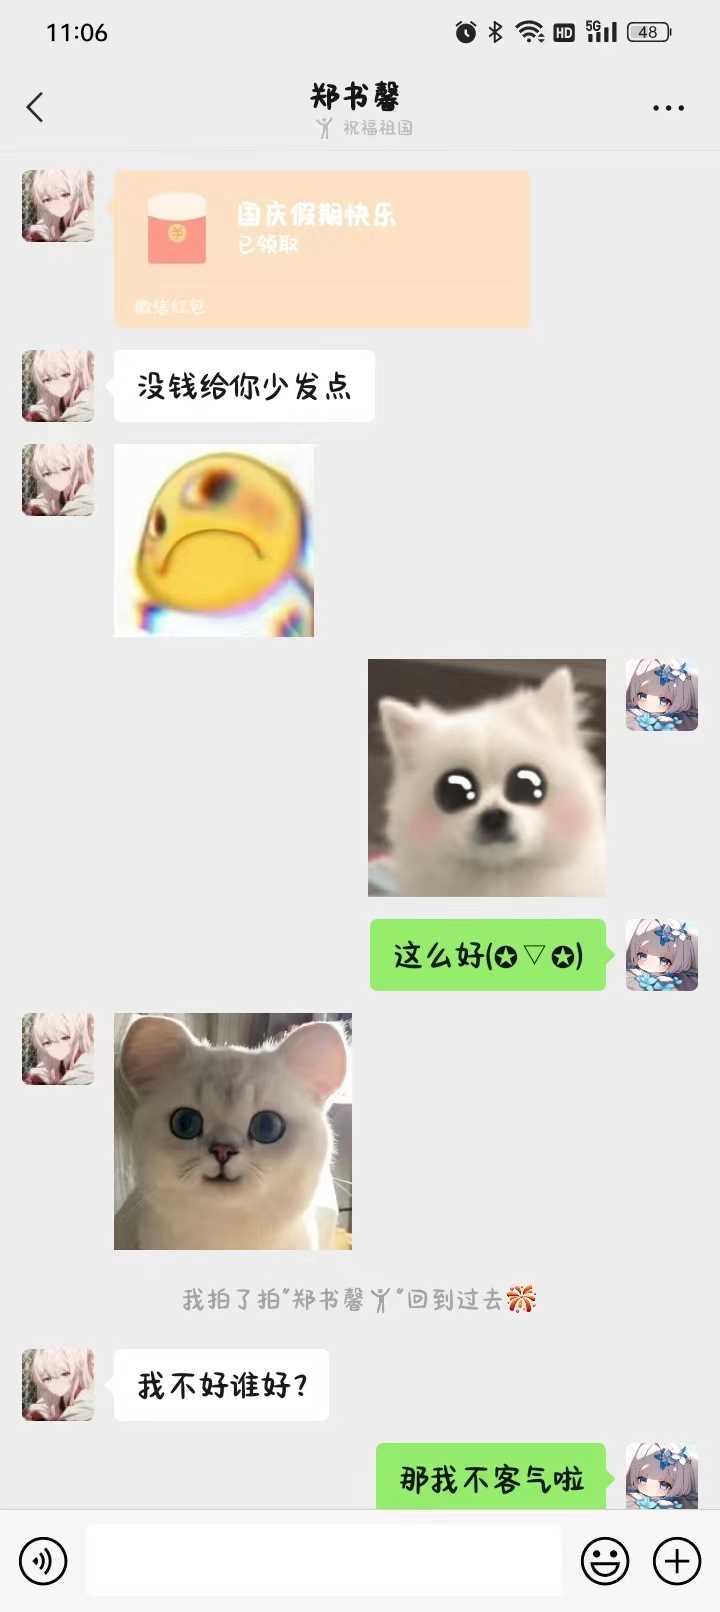 11:06
HD 5G 48
郑书馨
祝福祖国
¥
国庆假期快乐
已领取
微信红包
没钱给你少发点
这么好(✪▽✪)
我拍了拍"郑书馨"回到过去
我不好谁好?
那我不客气啦